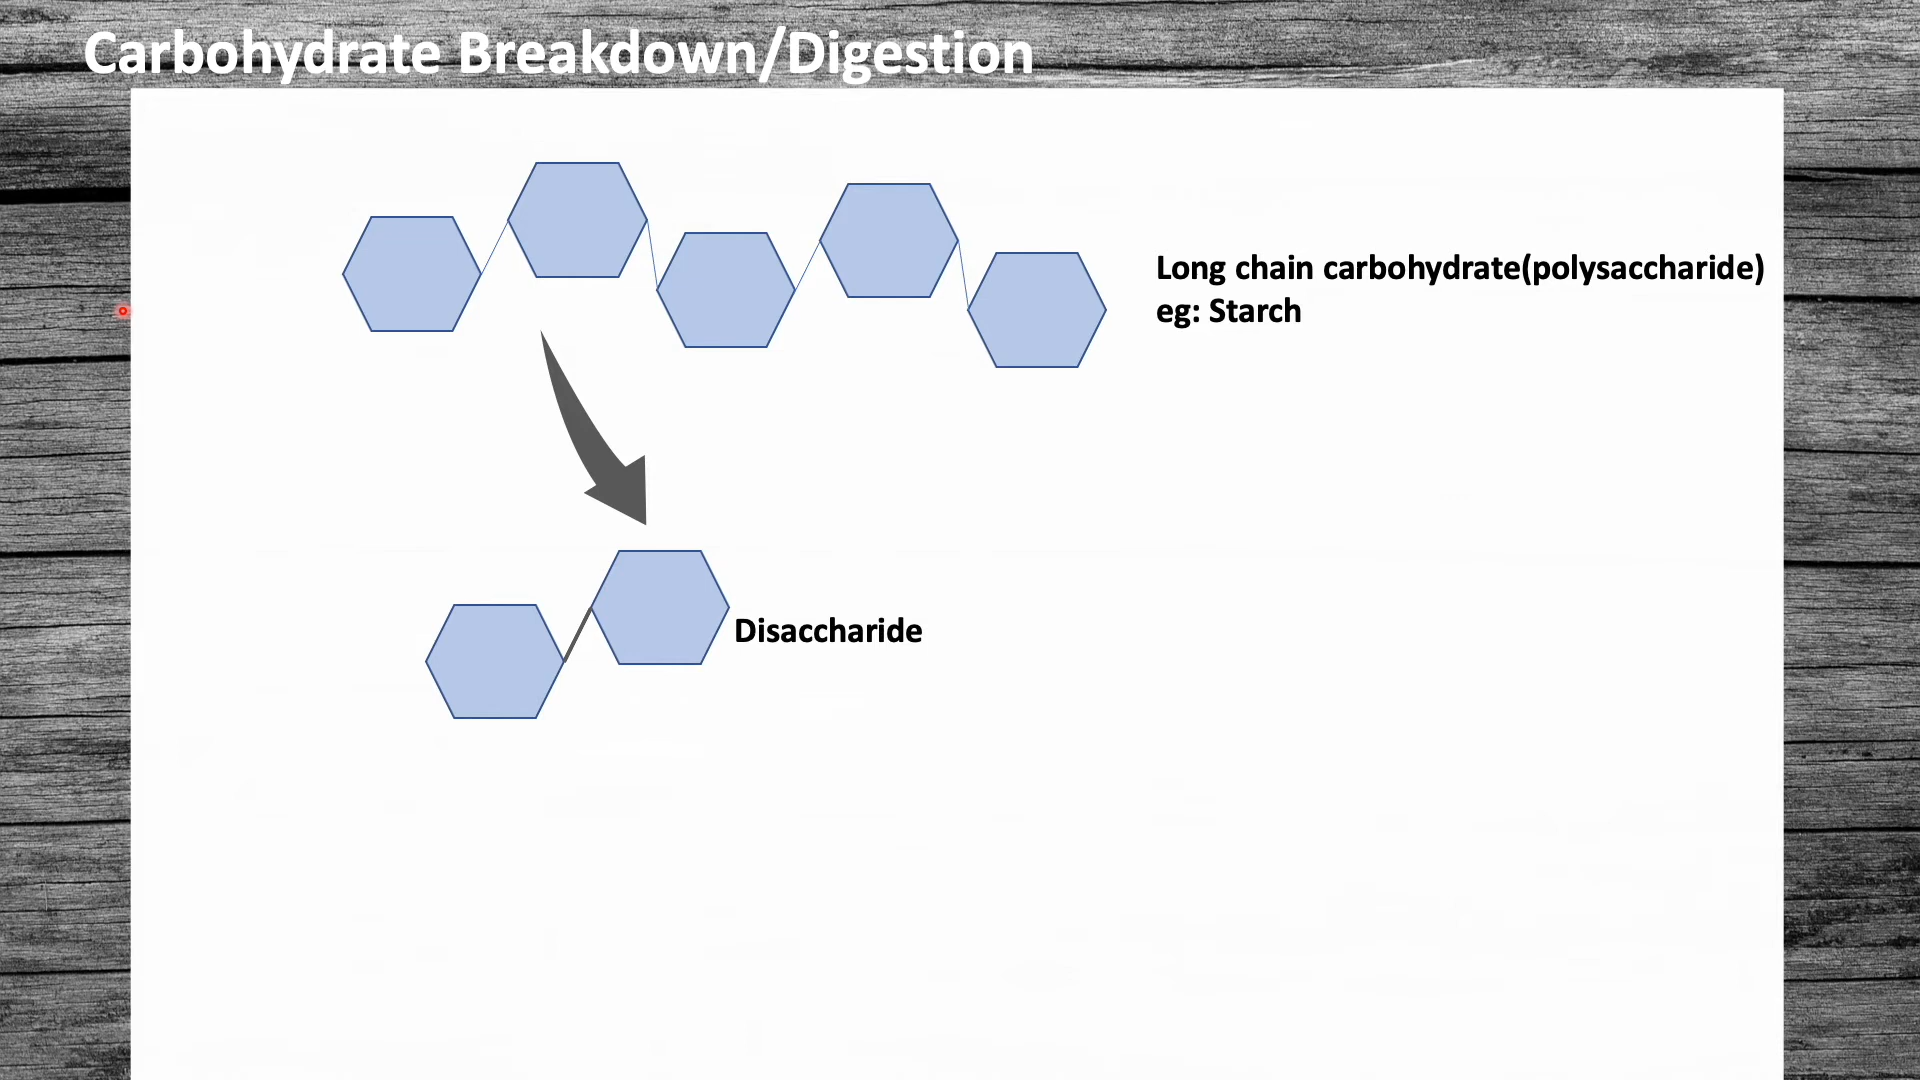 Carbohydrate Breakdown/Digestion
Long chain carbohydrate(polysaccharide)
eg: Starch
Disaccharide